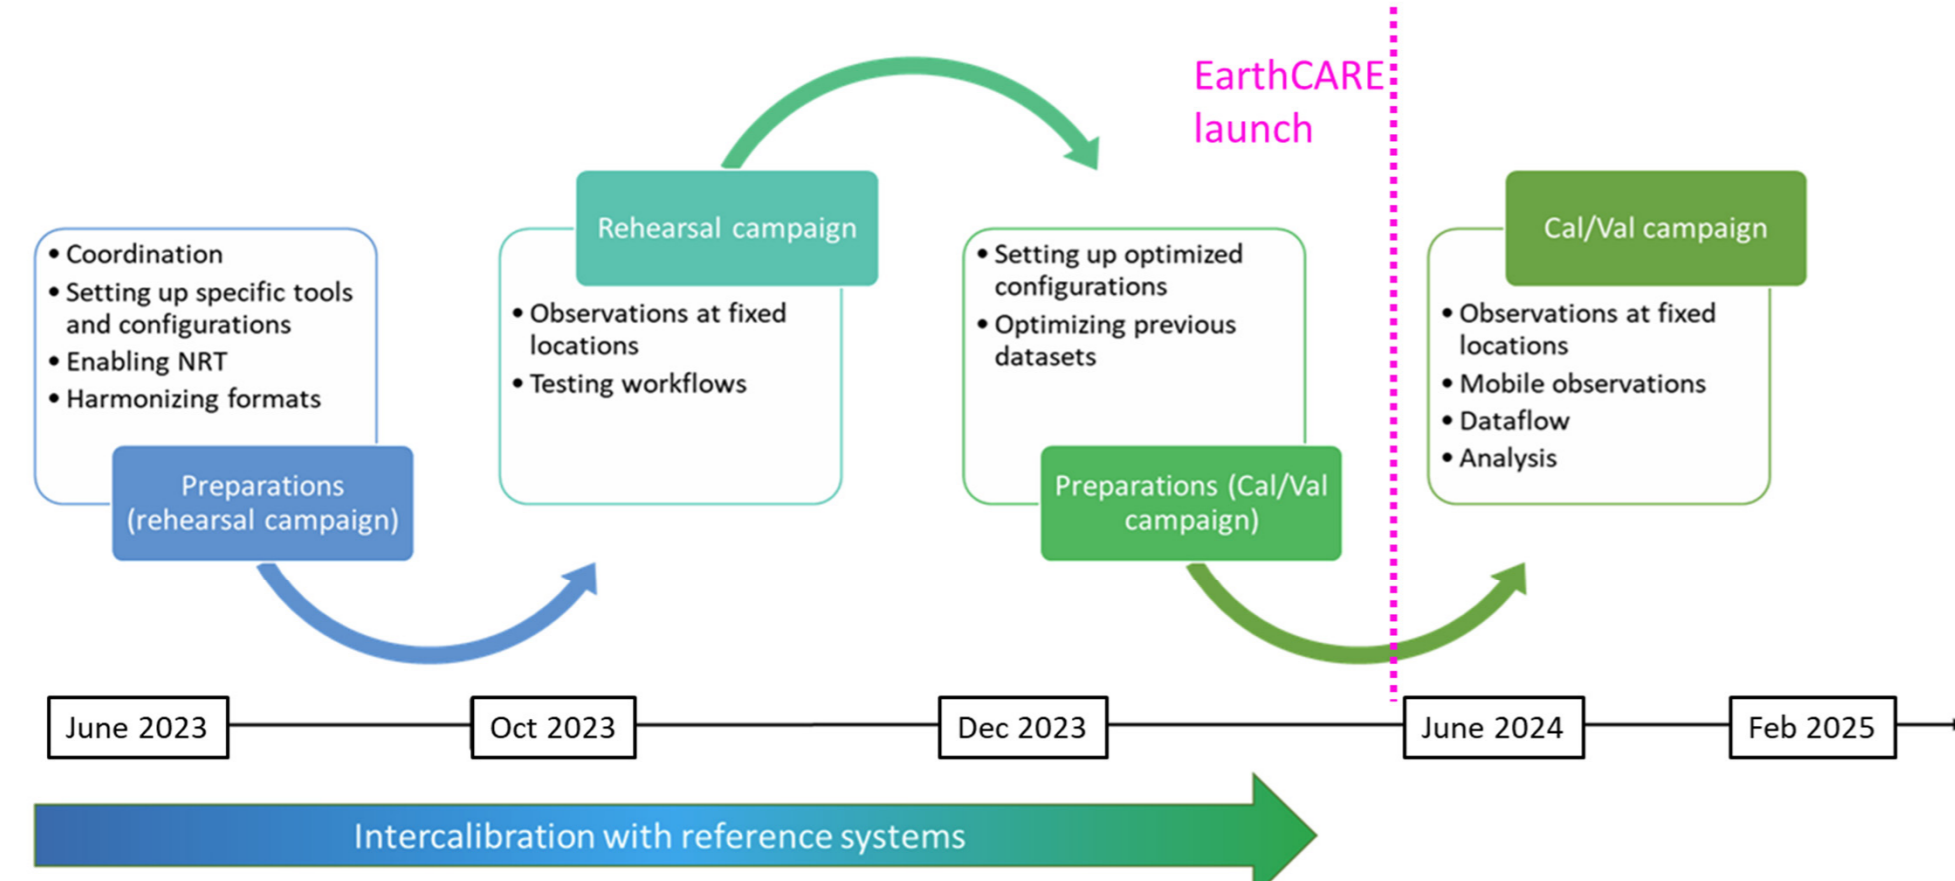 EarthCARE
launch
• Coordination
• Setting up specific tools
and configurations
• Enabling NRT
• Harmonizing formats
Preparations
(rehearsal campaign)
Rehearsal campaign
• Observations at fixed
locations
• Testing workflows
• Setting up optimized
configurations
• Optimizing previous
datasets
Preparations (Cal/Val
campaign)
Cal/Val campaign
• Observations at fixed
locations
• Mobile observations
• Dataflow
• Analysis
June 2023
Oct 2023
Dec 2023
June 2024
Feb 2025
Intercalibration with reference systems